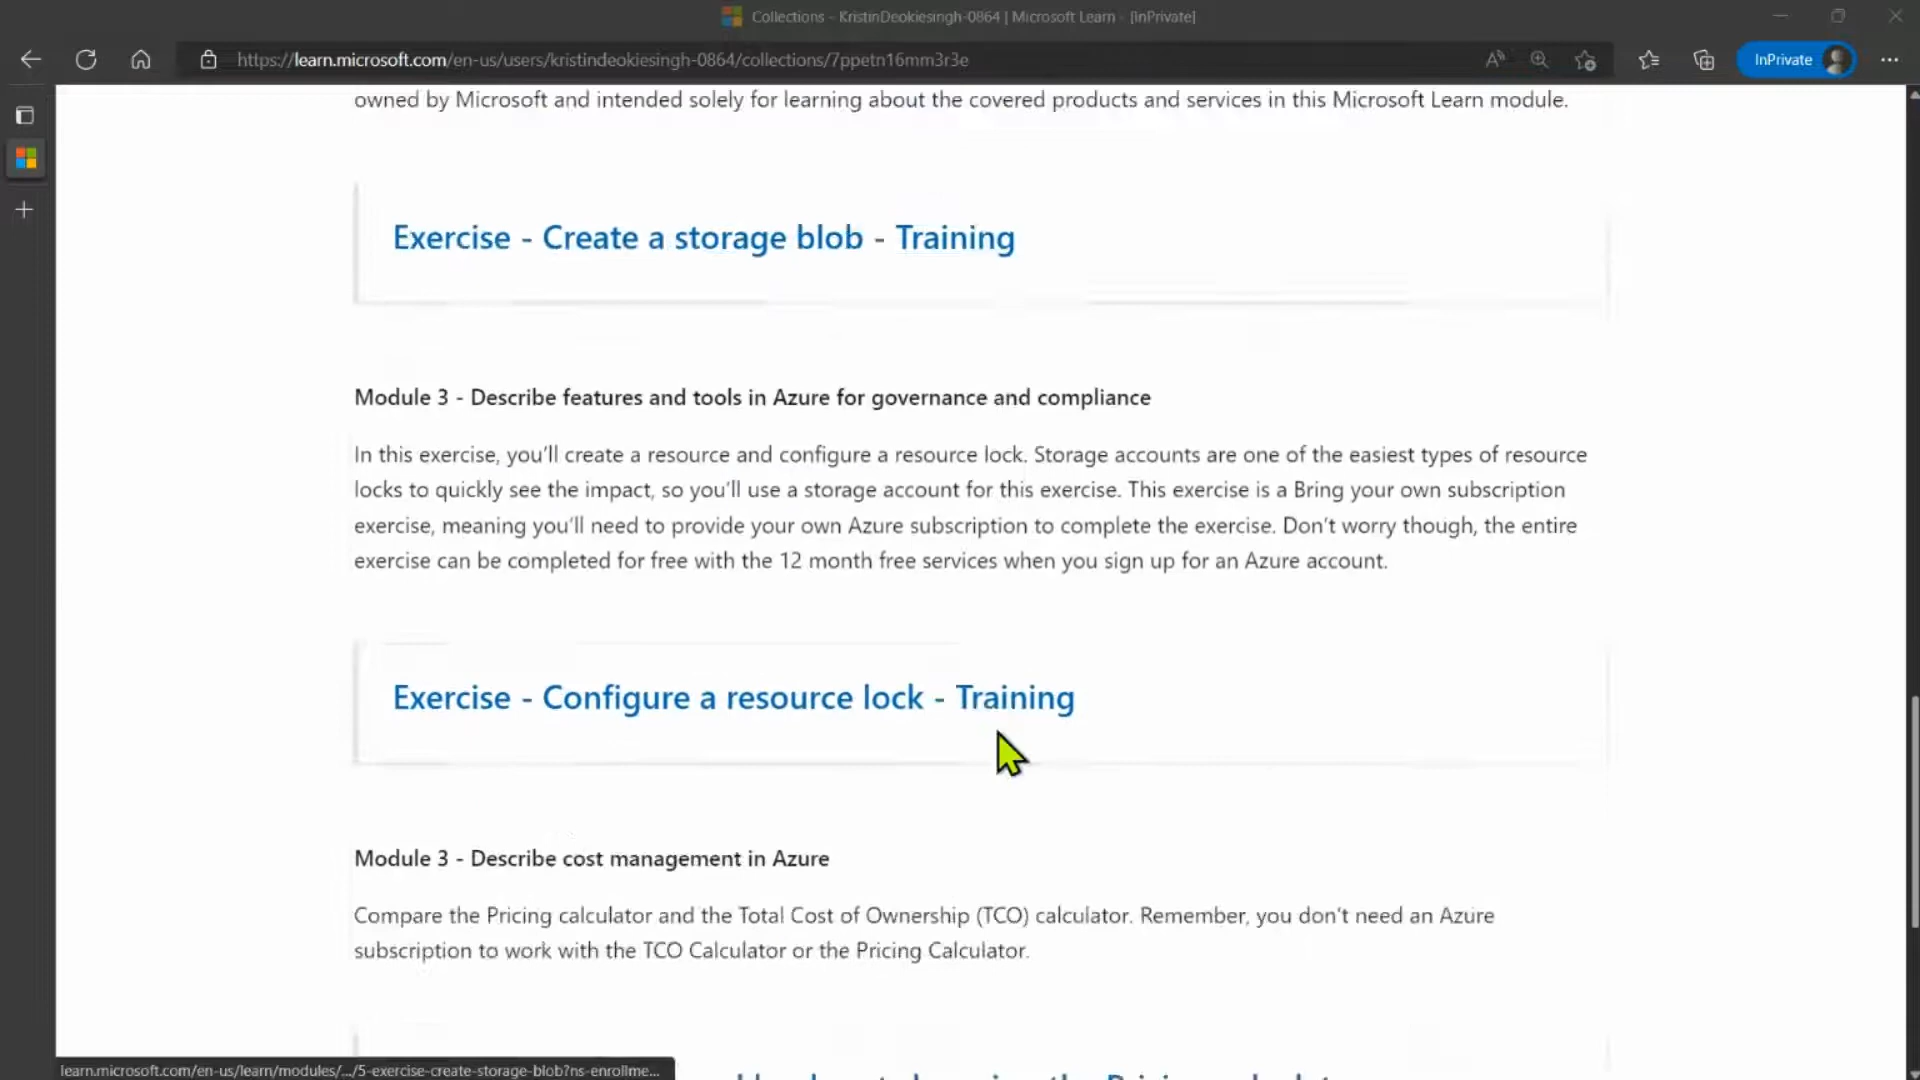 Collections - KristinDeokiesingh-0864 | Microsoft Learn - [InPrivate]
https://learn.microsoft.com/en-us/users/kristindeokiesingh-0864/collections/7ppetn16mm3r3e
InPrivate
owned by Microsoft and intended solely for learning about the covered products and services in this Microsoft Learn module.
Exercise - Create a storage blob - Training
Module 3 - Describe features and tools in Azure for governance and compliance
In this exercise, you'll create a resource and configure a resource lock. Storage accounts are one of the easiest types of resource
locks to quickly see the impact, so you'll use a storage account for this exercise. This exercise is a Bring your own subscription
exercise, meaning you'll need to provide your own Azure subscription to complete the exercise. Don't worry though, the entire
exercise can be completed for free with the 12 month free services when you sign up for an Azure account.
Exercise - Configure a resource lock - Training
Module 3 - Describe cost management in Azure
Compare the Pricing calculator and the Total Cost of Ownership (TCO) calculator. Remember, you don't need an Azure
subscription to work with the TCO Calculator or the Pricing Calculator.
learn.microsoft.com/en-us/learn/modules/.../5-exercise-create-storage-blob?ns-enrollme...